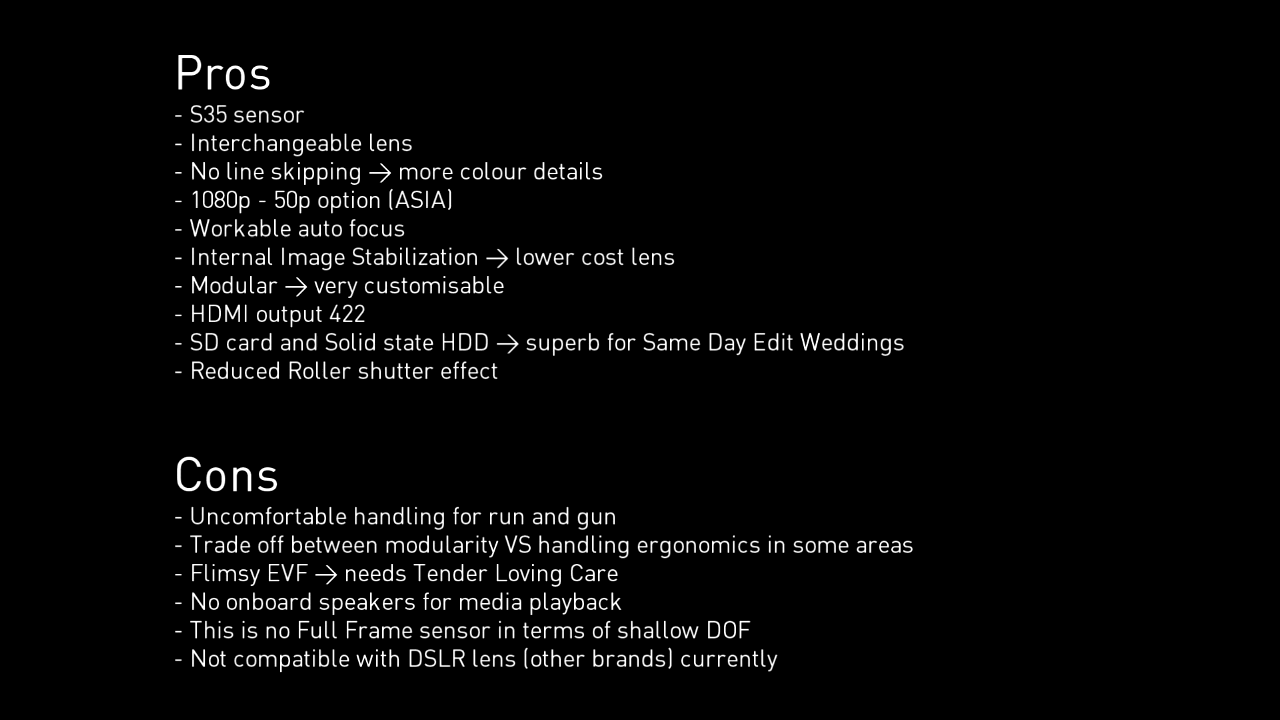 Pros
- S35 sensor
- Interchangeable lens
- No line skipping → more colour details
- 1080p - 50p option (ASIA)
- Workable auto focus
- Internal Image Stabilization → lower cost lens
- Modular → very customisable
- HDMI output 422
- SD card and Solid state HDD → superb for Same Day Edit Weddings
- Reduced Roller shutter effect
Cons
- Uncomfortable handling for run and gun
- Trade off between modularity VS handling ergonomics in some areas
- Flimsy EVF → needs Tender Loving Care
- No onboard speakers for media playback
- This is no Full Frame sensor in terms of shallow DOF
- Not compatible with DSLR lens (other brands) currently